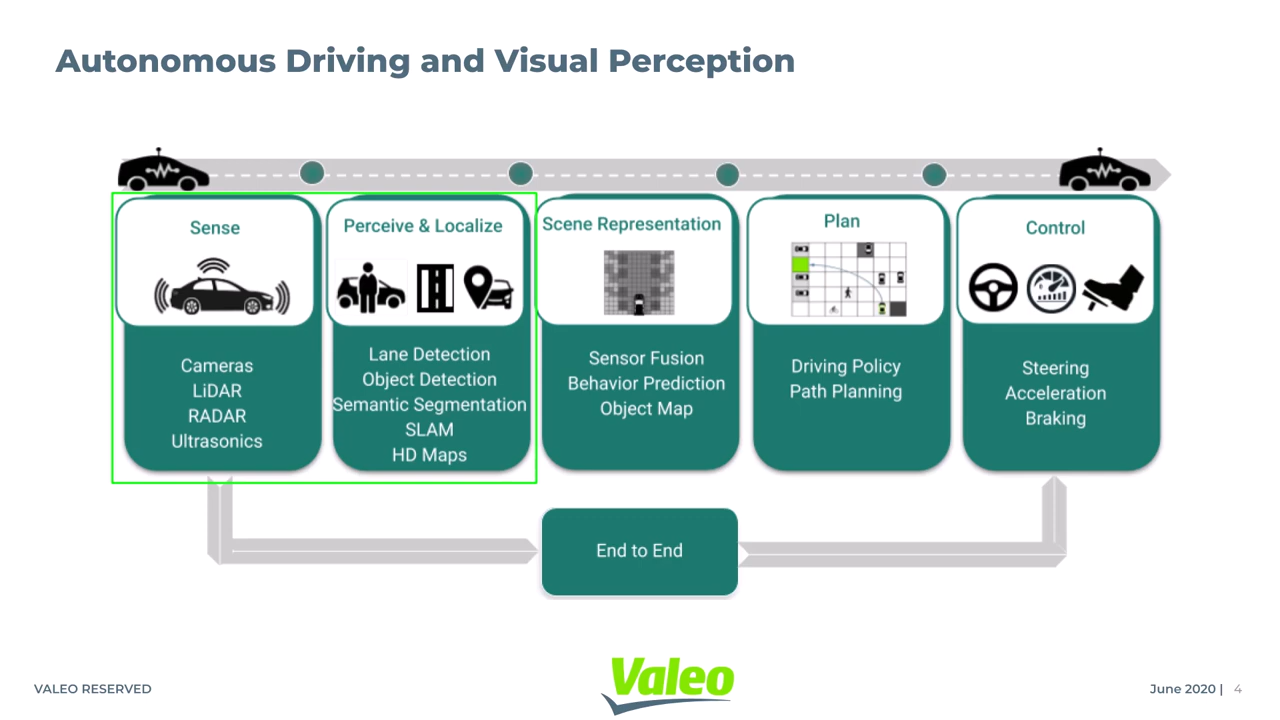 Autonomous Driving and Visual Perception
Sense
Cameras
LiDAR
RADAR
Ultrasonics
Perceive & Localize
Lane Detection
Object Detection
Semantic Segmentation
SLAM
HD Maps
Scene Representation
Sensor Fusion
Behavior Prediction
Object Map
Plan
Driving Policy
Path Planning
Control
Steering
Acceleration
Braking
End to End
VALEO RESERVED
Valeo
June 2020 | 4